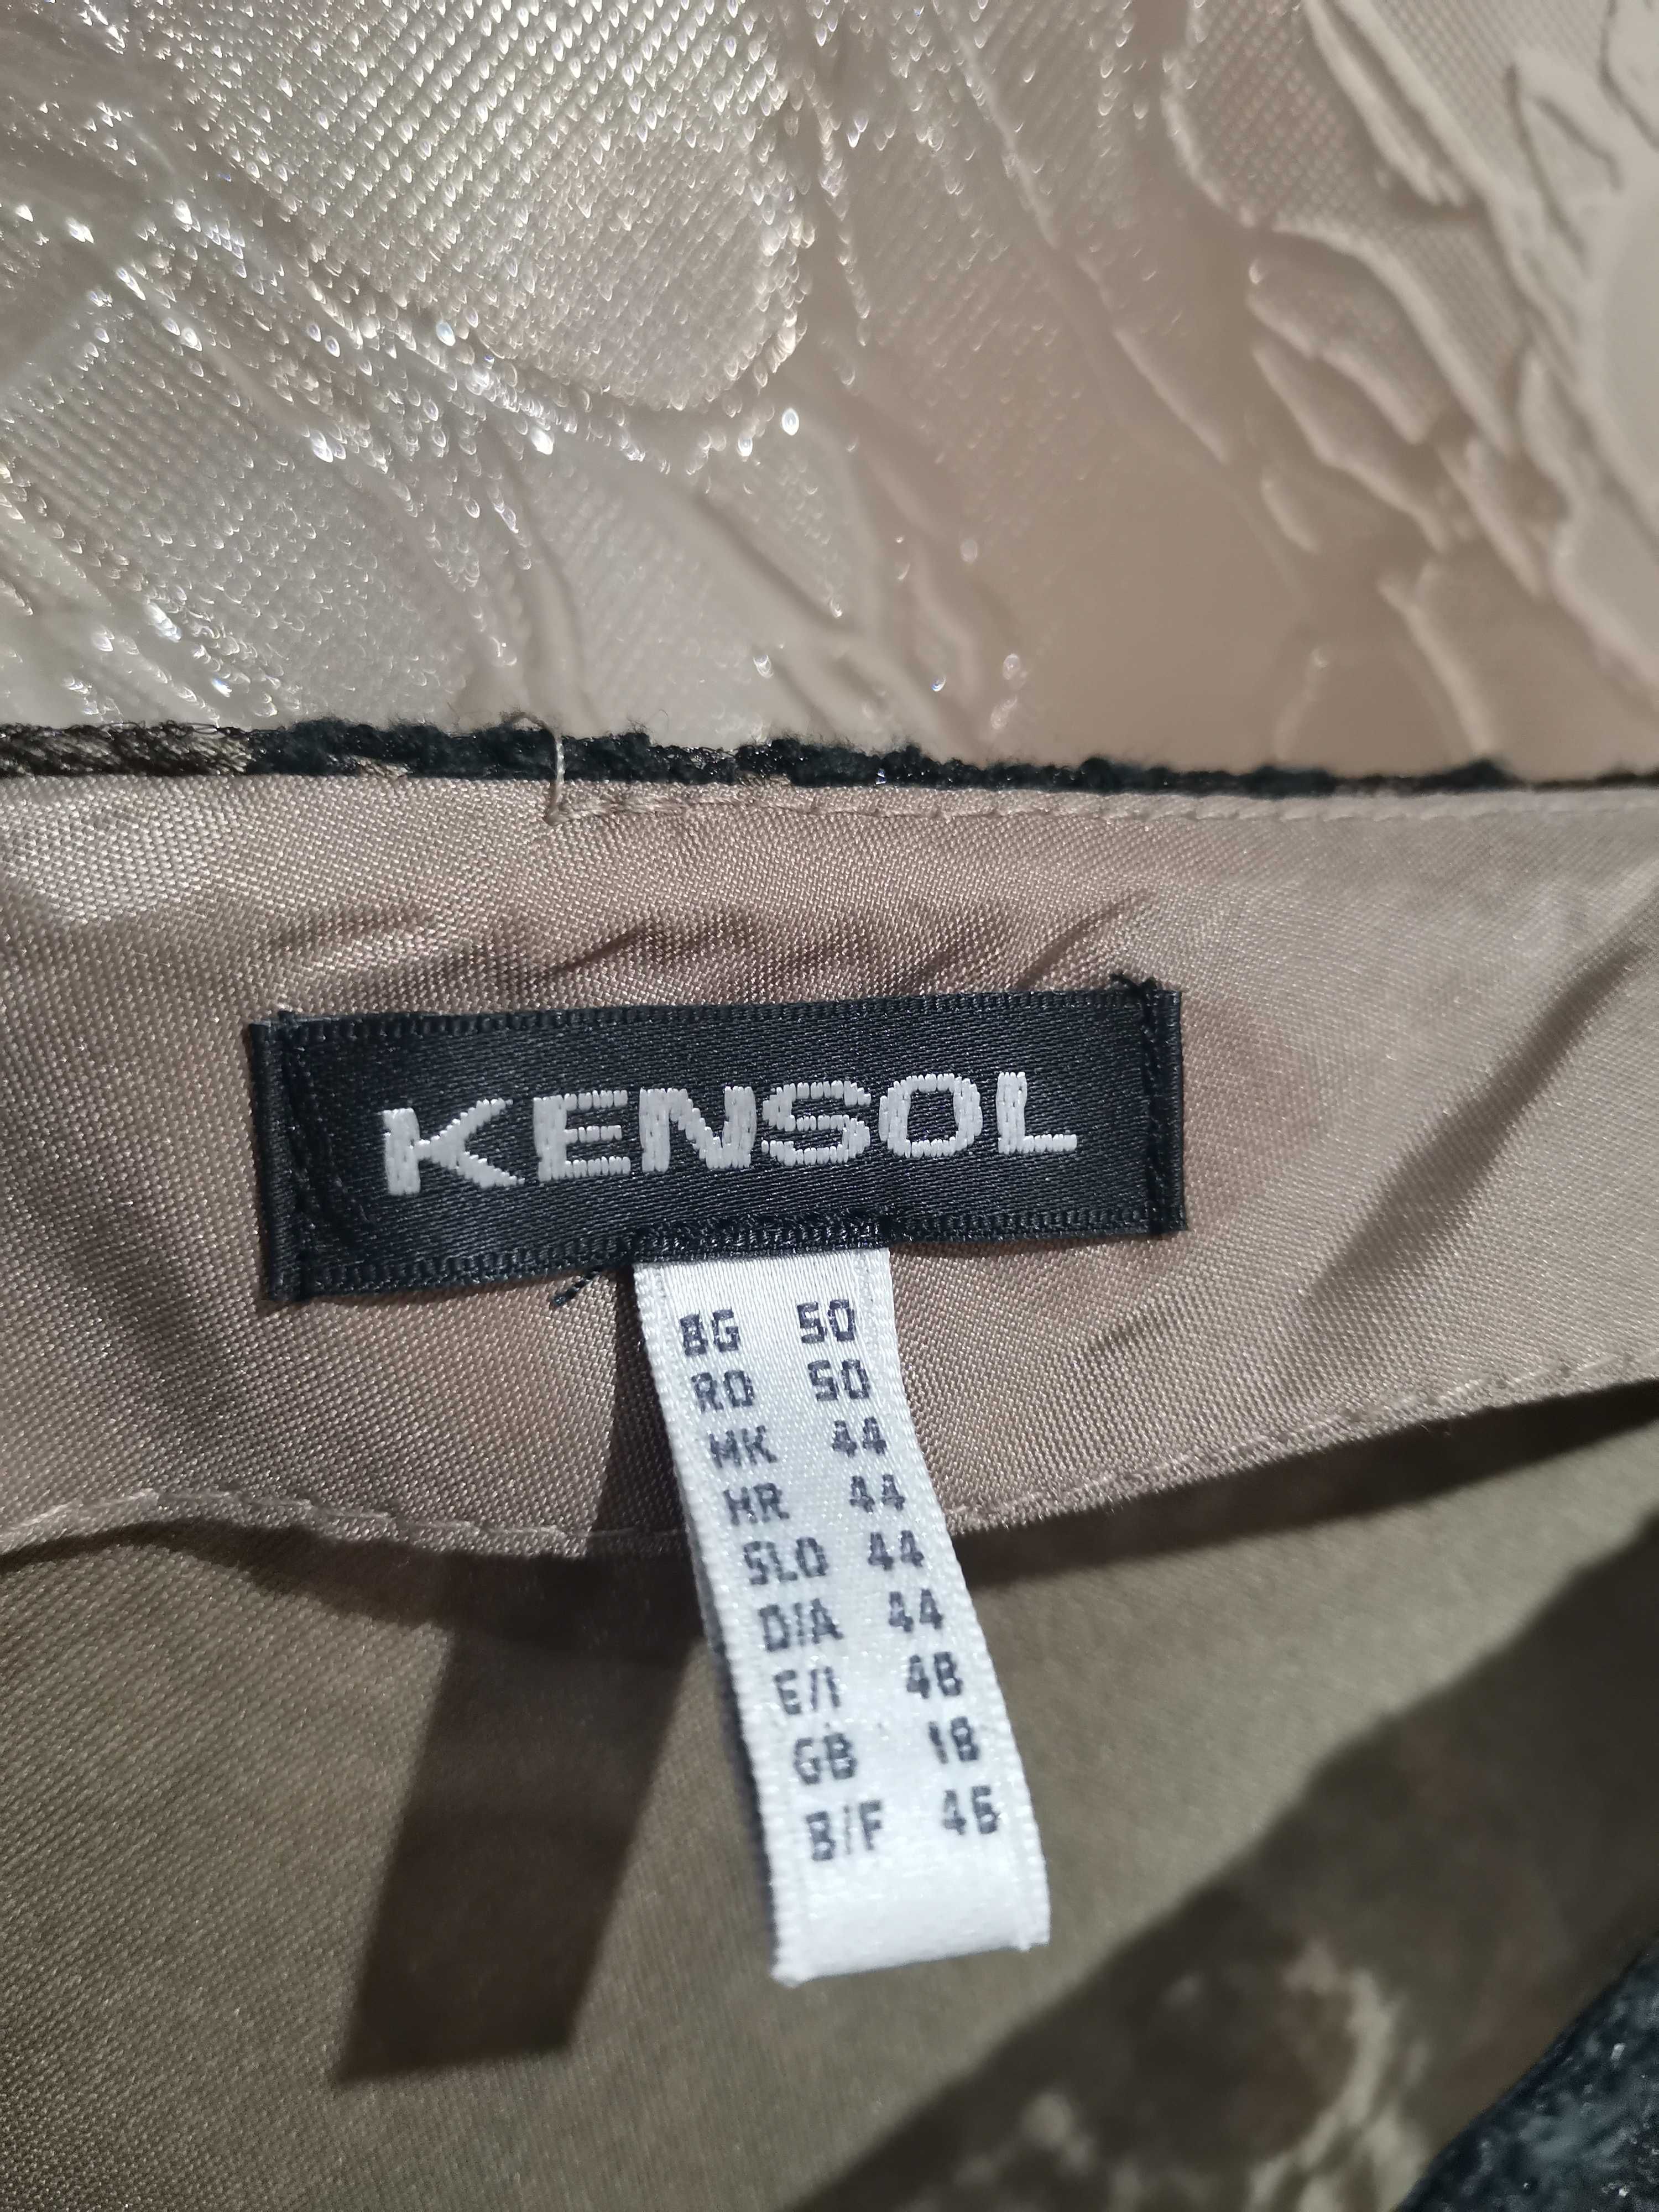 KENSOL
BG 50
RO 50
MK 44
HR 44
SLO 44
D/A 44
E/I 48
GB 18
B/F 46